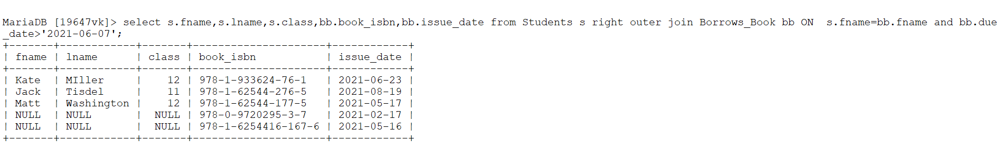 MariaDB [19647vk]> select s.fname,s.lname,s.class,bb.book_isbn,bb.issue_date from Students s right outer join Borrows_Book bb ON  s.fname=bb.fname and bb.due
_date>'2021-06-07';
+-------+------------+-------+---------------------+------------+
| fname | lname      | class | book_isbn           | issue_date |
+-------+------------+-------+---------------------+------------+
| Kate  | MIller     |    12 | 978-1-933624-76-1   | 2021-06-23 |
| Jack  | Tisdel     |    11 | 978-1-62544-276-5   | 2021-08-19 |
| Matt  | Washington |    12 | 978-1-62544-177-5   | 2021-05-17 |
| NULL  | NULL       |  NULL | 978-0-9720295-3-7   | 2021-02-17 |
| NULL  | NULL       |  NULL | 978-1-6254416-167-6 | 2021-05-16 |
+-------+------------+-------+---------------------+------------+